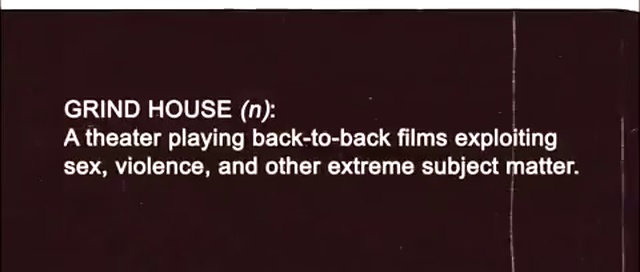 GRIND HOUSE (n):
A theater playing back-to-back films exploiting
sex, violence, and other extreme subject matter.